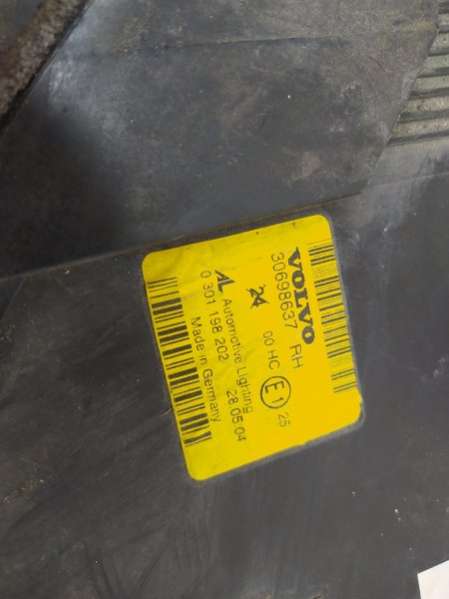 VOLVO
30698637 RH
24 00 HC E1 25
AL Automotive Lighting
0 301 198 202 28.05.04
Made in Germany